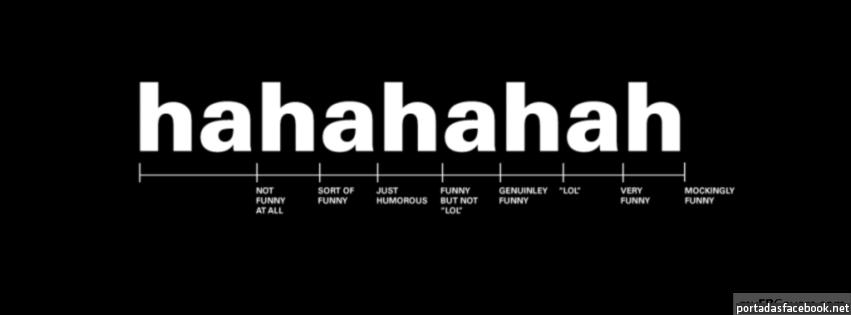 hahahahah
NOT
FUNNY
AT ALL
SORT OF
FUNNY
JUST
HUMOROUS
FUNNY
BUT NOT
"LOL"
GENUINLEY
FUNNY
"LOL"
VERY
FUNNY
MOCKINGLY
FUNNY
portadasfacebook.net